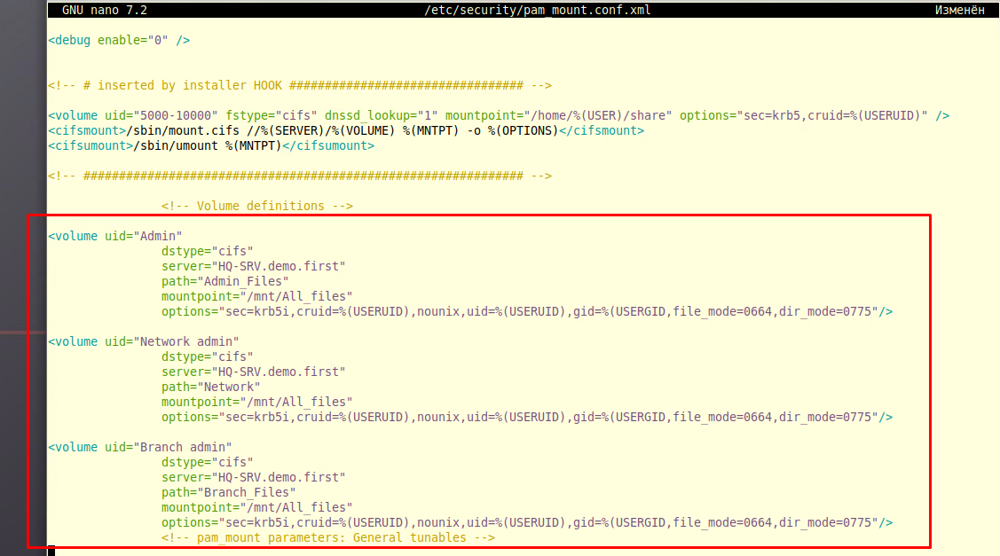 GNU nano 7.2 /etc/security/pam_mount.conf.xml Изменён
<debug enable="0" />
<!-- # inserted by installer HOOK ################################# -->
<volume uid="5000-10000" fstype="cifs" dnssd_lookup="1" mountpoint="/home/%(USER)/share" options="sec=krb5,cruid=%(USERUID)" />
<cifsmount>/sbin/mount.cifs //%(SERVER)/%(VOLUME) %(MNTPT) -o %(OPTIONS)</cifsmount>
<cifsumount>/sbin/umount %(MNTPT)</cifsumount>
<!-- ############################################################## -->
<!-- Volume definitions -->
<volume uid="Admin"
dstype="cifs"
server="HQ-SRV.demo.first"
path="Admin_Files"
mountpoint="/mnt/All_files"
options="sec=krb5i,cruid=%(USERUID),nounix,uid=%(USERUID),gid=%(USERGID,file_mode=0664,dir_mode=0775"/>
<volume uid="Network admin"
dstype="cifs"
server="HQ-SRV.demo.first"
path="Network"
mountpoint="/mnt/All_files"
options="sec=krb5i,cruid=%(USERUID),nounix,uid=%(USERUID),gid=%(USERGID,file_mode=0664,dir_mode=0775"/>
<volume uid="Branch admin"
dstype="cifs"
server="HQ-SRV.demo.first"
path="Branch_Files"
mountpoint="/mnt/All_files"
options="sec=krb5i,cruid=%(USERUID),nounix,uid=%(USERUID),gid=%(USERGID,file_mode=0664,dir_mode=0775"/>
<!-- pam_mount parameters: General tunables -->